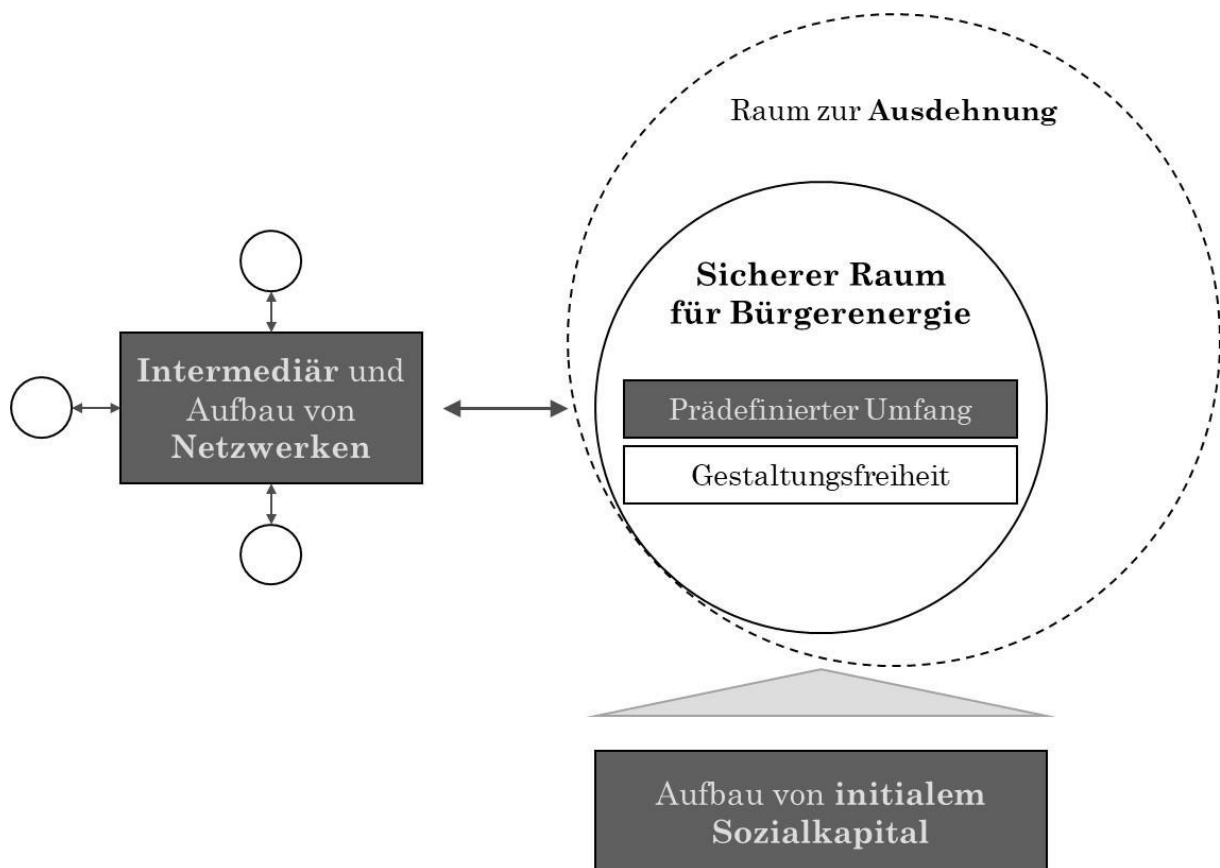 Raum zur Ausdehnung
Sicherer Raum
für Bürgerenergie
Intermediär und
Aufbau von
Netzwerken
Prädefinierter Umfang
Gestaltungsfreiheit
Aufbau von initialem
Sozialkapital